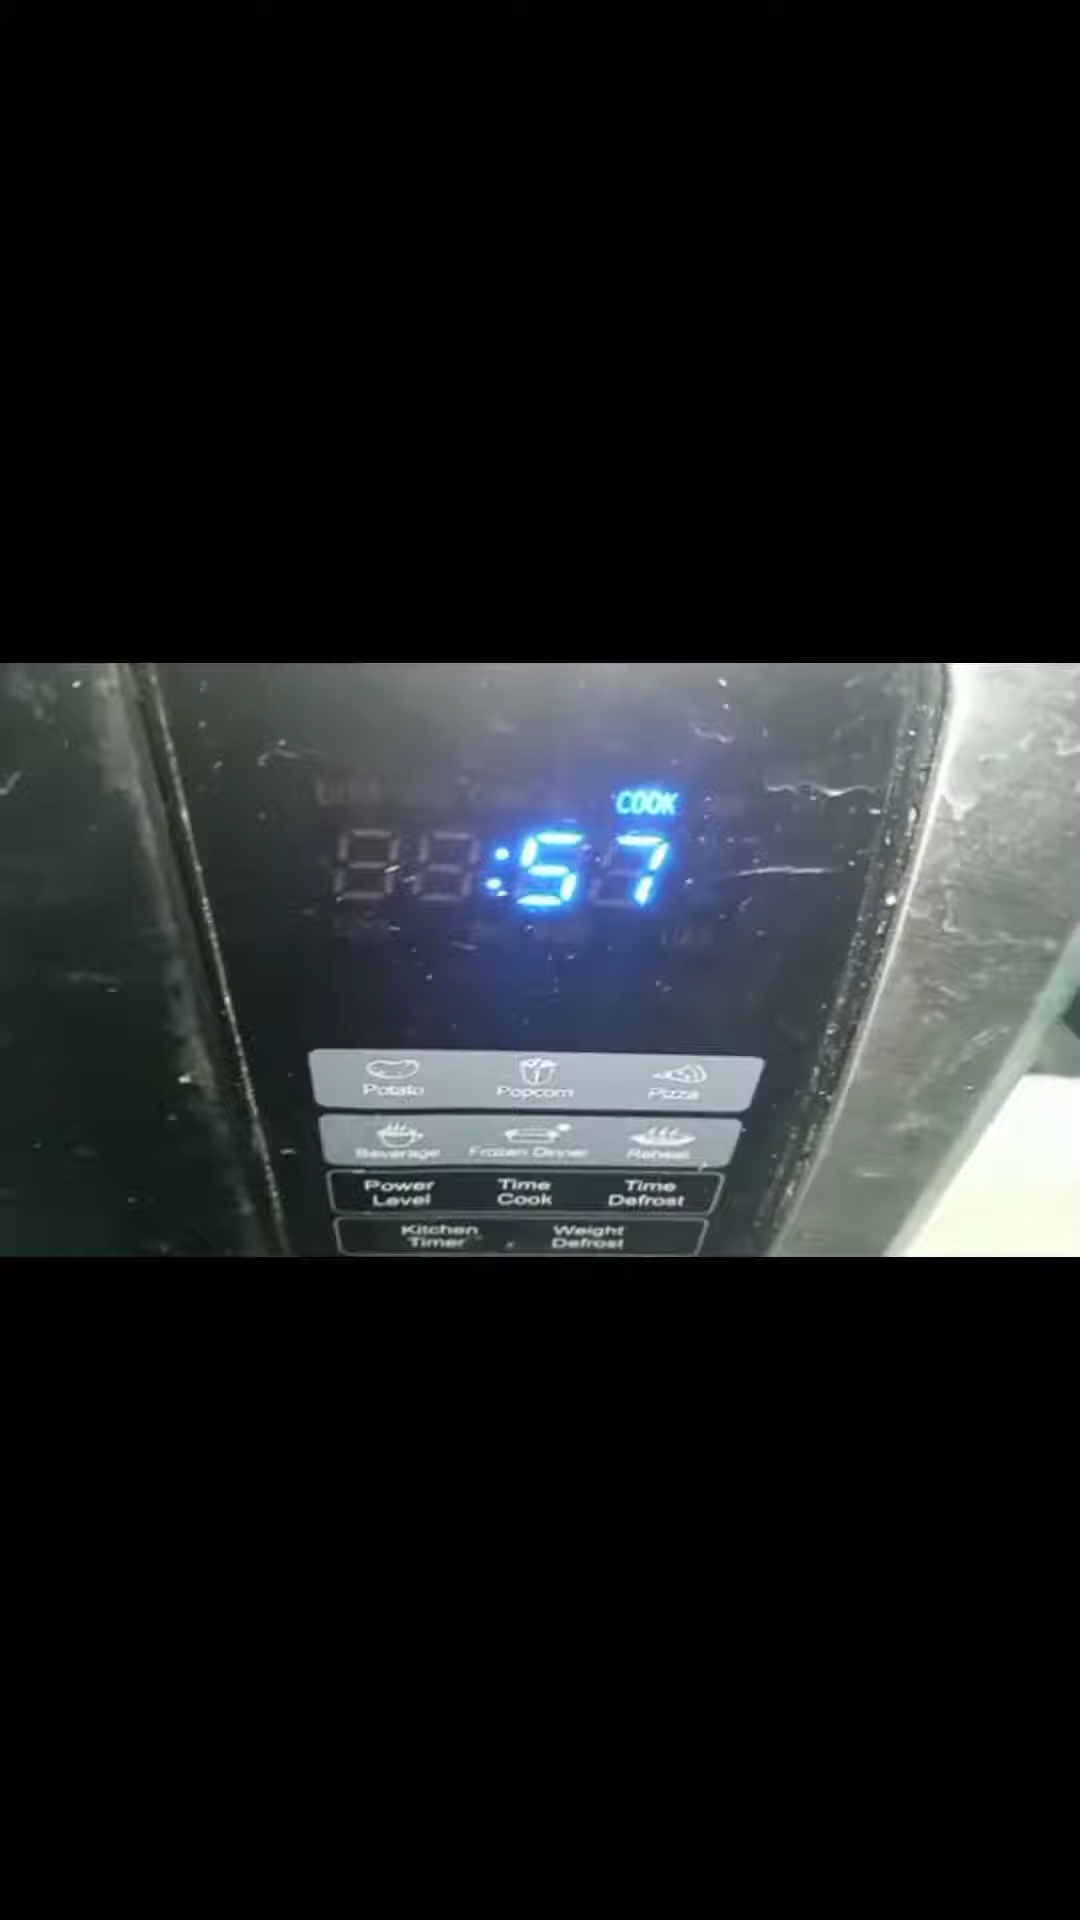 COOK
:57
Potato Popcorn Pizza
Beverage Frozen Dinner Reheat
Power Level Time Cook Time Defrost
Kitchen Timer Weight Defrost